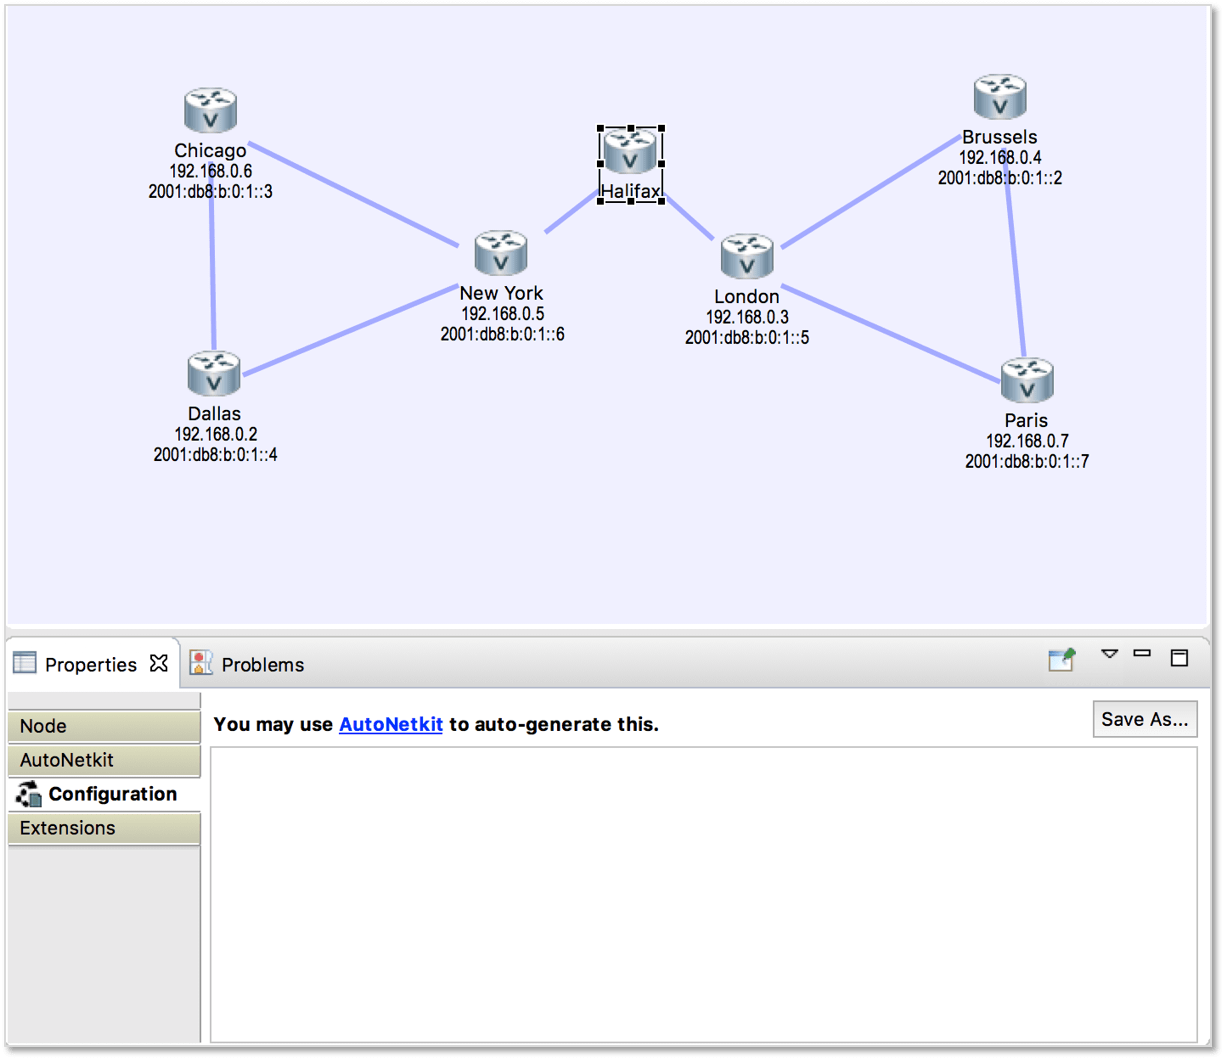 Chicago
192.168.0.6
2001:db8:b:0:1::3
Halifax
Brussels
192.168.0.4
2001:db8:b:0:1::2
New York
192.168.0.5
2001:db8:b:0:1::6
London
192.168.0.3
2001:db8:b:0:1::5
Dallas
192.168.0.2
2001:db8:b:0:1::4
Paris
192.168.0.7
2001:db8:b:0:1::7
Properties
Problems
Node
AutoNetkit
Configuration
Extensions
You may use AutoNetkit to auto-generate this.
Save As...